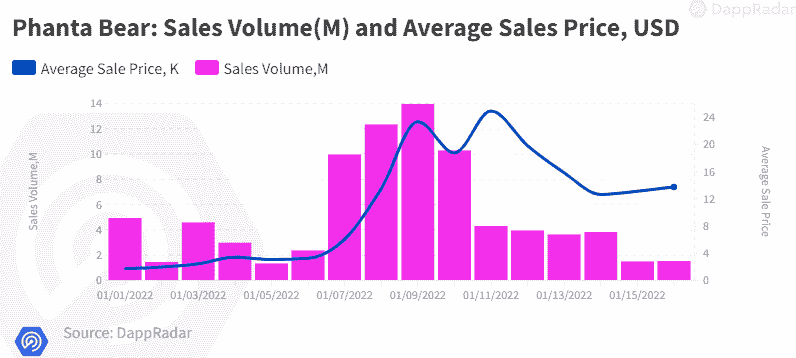 DappRadar
Phanta Bear: Sales Volume(M) and Average Sales Price, USD
Average Sale Price, K Sales Volume,M
14
12
10
8
6
4
2
0
Sales Volume,M
24
20
16
12
8
4
0
Average Sale Price
01/01/2022 01/03/2022 01/05/2022 01/07/2022 01/09/2022 01/11/2022 01/13/2022 01/15/2022
Source: DappRadar